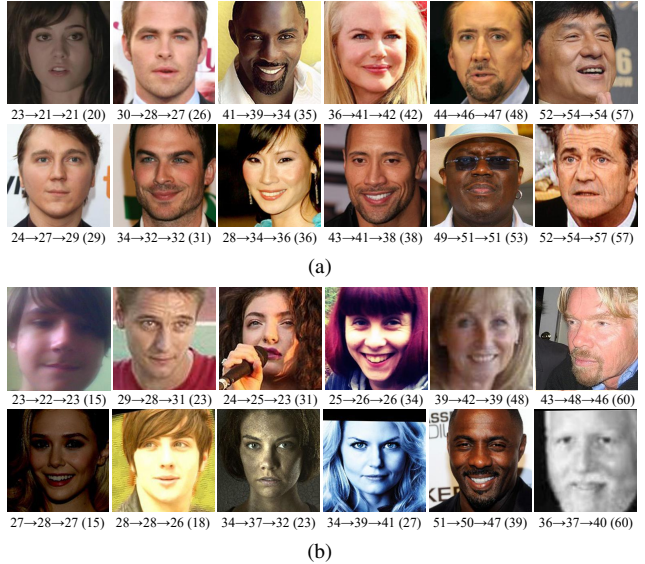 23→21→21 (20) 30→28→27 (26) 41→39→34 (35) 36→41→42 (42) 44→46→47 (48) 52→54→54 (57)
24→27→29 (29) 34→32→32 (31) 28→34→36 (36) 43→41→38 (38) 49→51→51 (53) 52→54→57 (57)
(a)
23→22→23 (15) 29→28→31 (23) 24→25→23 (31) 25→26→26 (34) 39→42→39 (48) 43→48→46 (60)
27→28→27 (15) 28→28→26 (18) 34→37→32 (23) 34→39→41 (27) 51→50→47 (39) 36→37→40 (60)
(b)